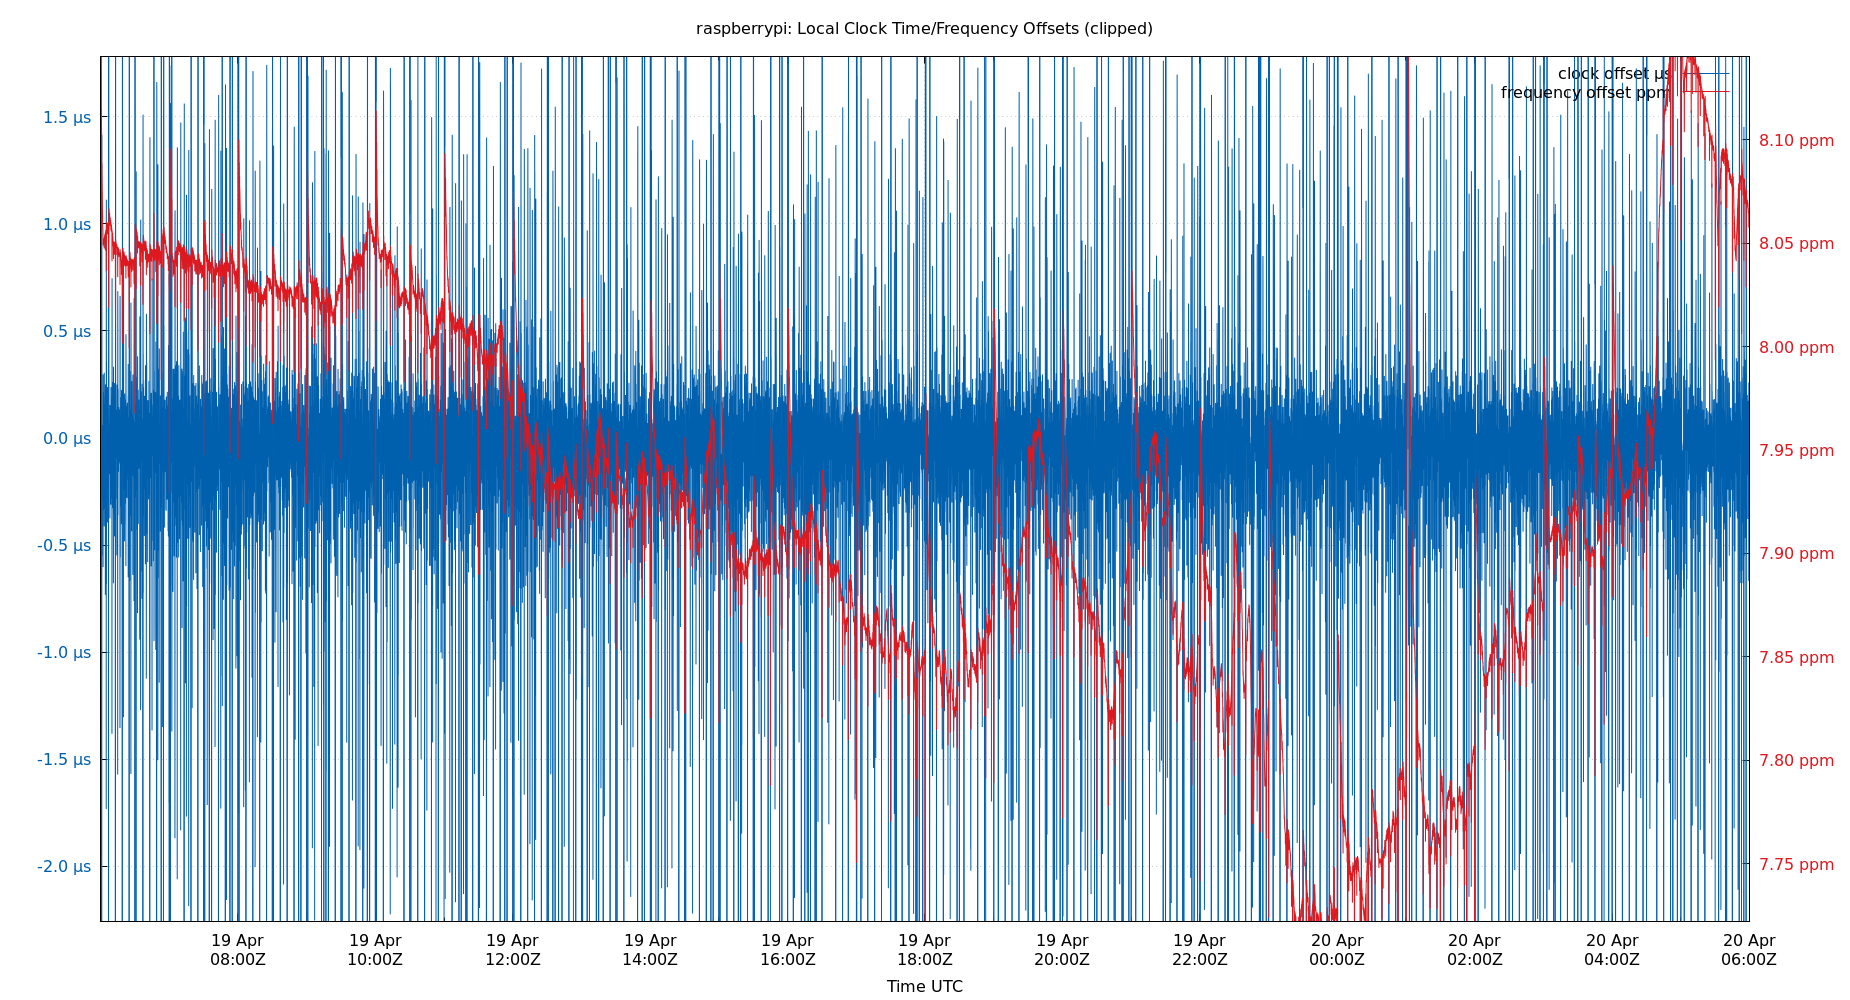 raspberrypi: Local Clock Time/Frequency Offsets (clipped)
clock offset µs
frequency offset ppm
1.5 µs
1.0 µs
0.5 µs
0.0 µs
-0.5 µs
-1.0 µs
-1.5 µs
-2.0 µs
8.10 ppm
8.05 ppm
8.00 ppm
7.95 ppm
7.90 ppm
7.85 ppm
7.80 ppm
7.75 ppm
19 Apr 19 Apr 19 Apr 19 Apr 19 Apr 19 Apr 19 Apr 19 Apr 20 Apr 20 Apr 20 Apr 20 Apr
08:00Z 10:00Z 12:00Z 14:00Z 16:00Z 18:00Z 20:00Z 22:00Z 00:00Z 02:00Z 04:00Z 06:00Z
Time UTC